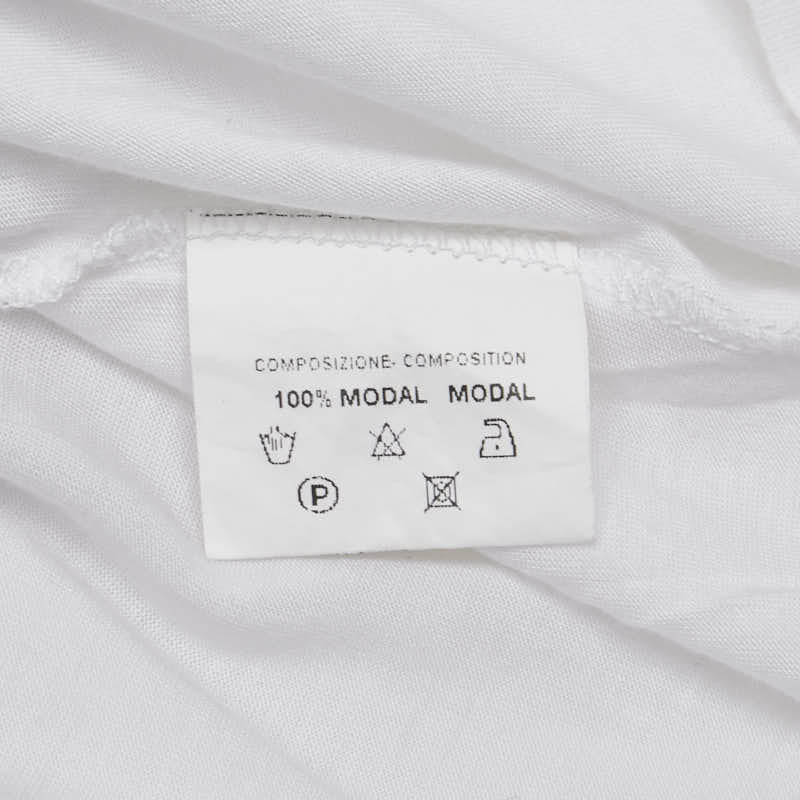 COMPOSIZIONE- COMPOSITION
100% MODAL MODAL
P